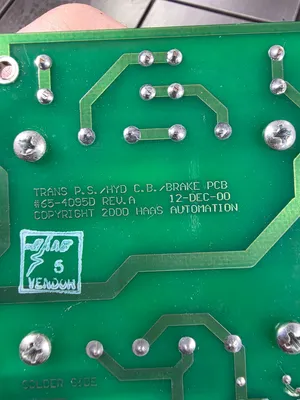 TRANS P.S./HYD C.B./BRAKE PCB
#65-4095D REV.A 12-DEC-00
COPYRIGHT 2000 HAAS AUTOMATION
5
VENDOR
SOLDER SIDE